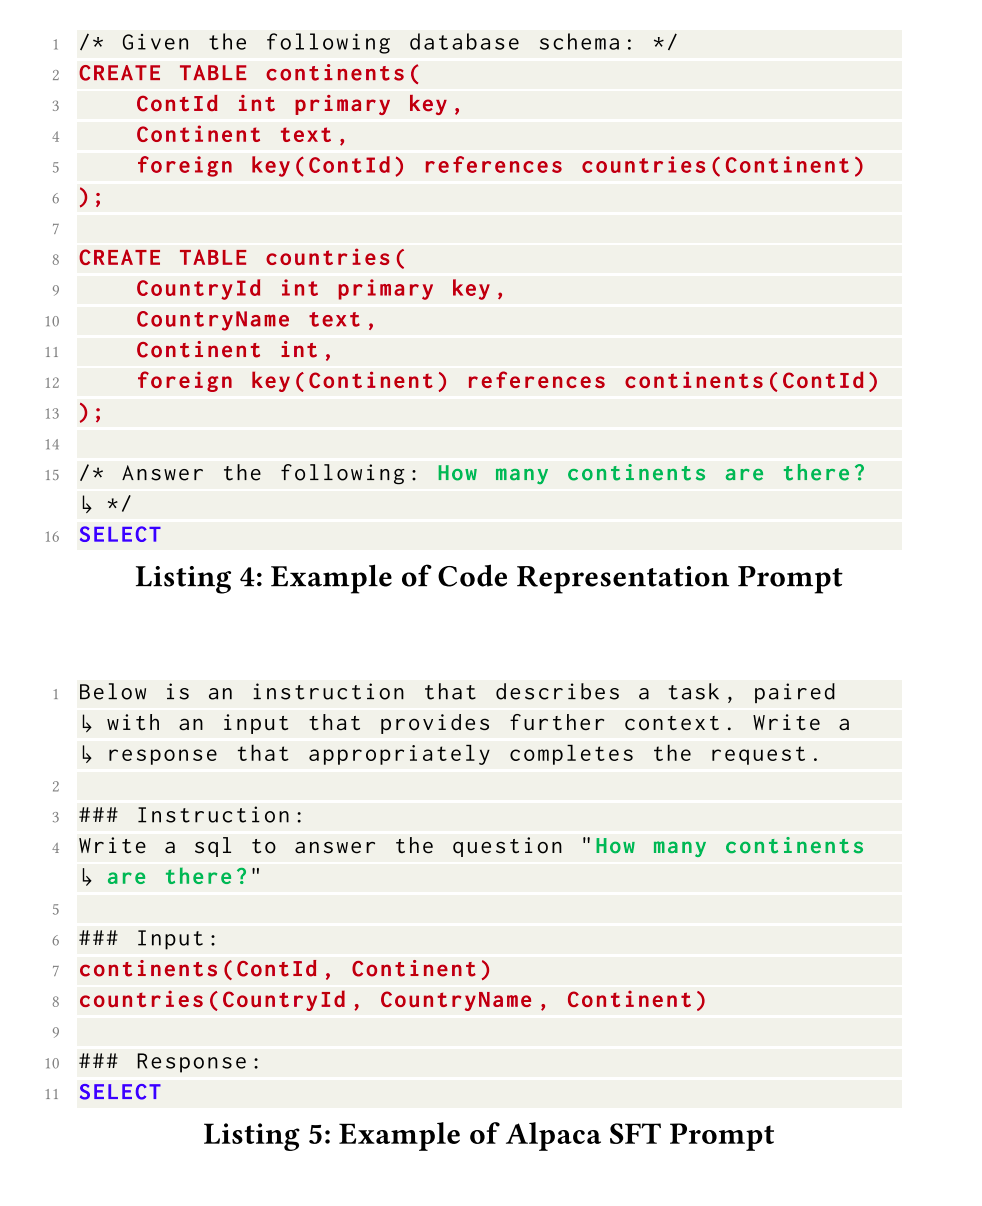 1 /* Given the following database schema: */
2 CREATE TABLE continents(
3     ContId int primary key,
4     Continent text,
5     foreign key(ContId) references countries(Continent)
6 );
7
8 CREATE TABLE countries(
9     CountryId int primary key,
10     CountryName text,
11     Continent int,
12     foreign key(Continent) references continents(ContId)
13 );
14
15 /* Answer the following: How many continents are there?
↳ */
16 SELECT
Listing 4: Example of Code Representation Prompt
1 Below is an instruction that describes a task, paired
↳ with an input that provides further context. Write a
↳ response that appropriately completes the request.
2
3 ### Instruction:
4 Write a sql to answer the question "How many continents
↳ are there?"
5
6 ### Input:
7 continents(ContId, Continent)
8 countries(CountryId, CountryName, Continent)
9
10 ### Response:
11 SELECT
Listing 5: Example of Alpaca SFT Prompt